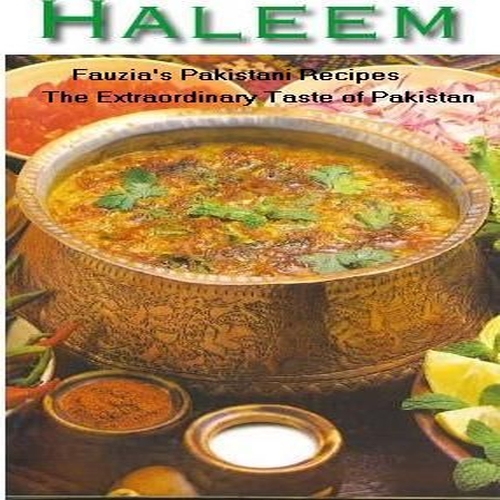 HALEEM
Fauzia's Pakistani Recipes
The Extraordinary Taste of Pakistan